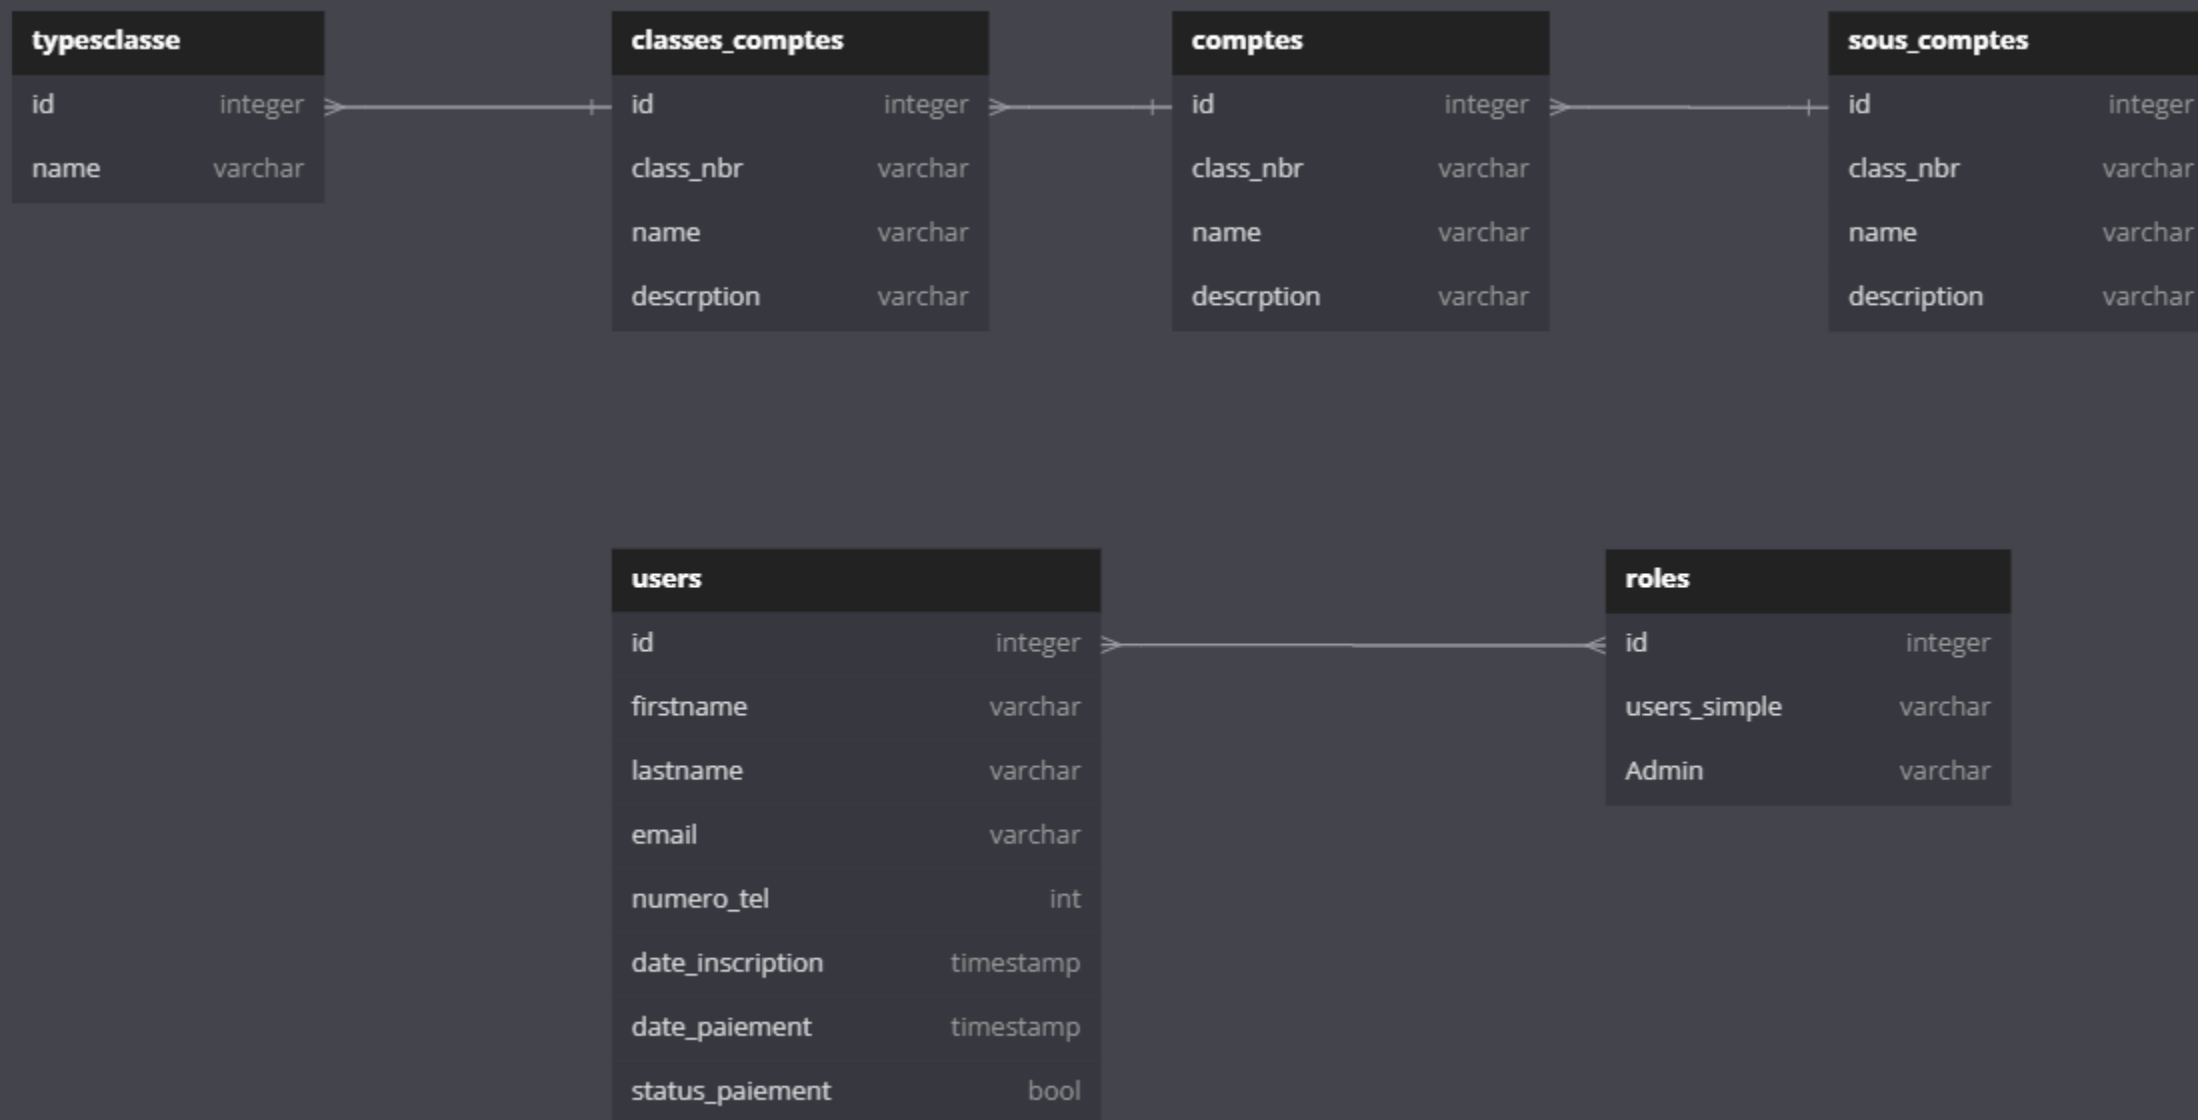 typesclasse
id integer
name varchar
classes_comptes
id integer
class_nbr varchar
name varchar
descrption varchar
comptes
id integer
class_nbr varchar
name varchar
descrption varchar
sous_comptes
id integer
class_nbr varchar
name varchar
description varchar
users
id integer
firstname varchar
lastname varchar
email varchar
numero_tel int
date_inscription timestamp
date_paiement timestamp
status_paiement bool
roles
id integer
users_simple varchar
Admin varchar